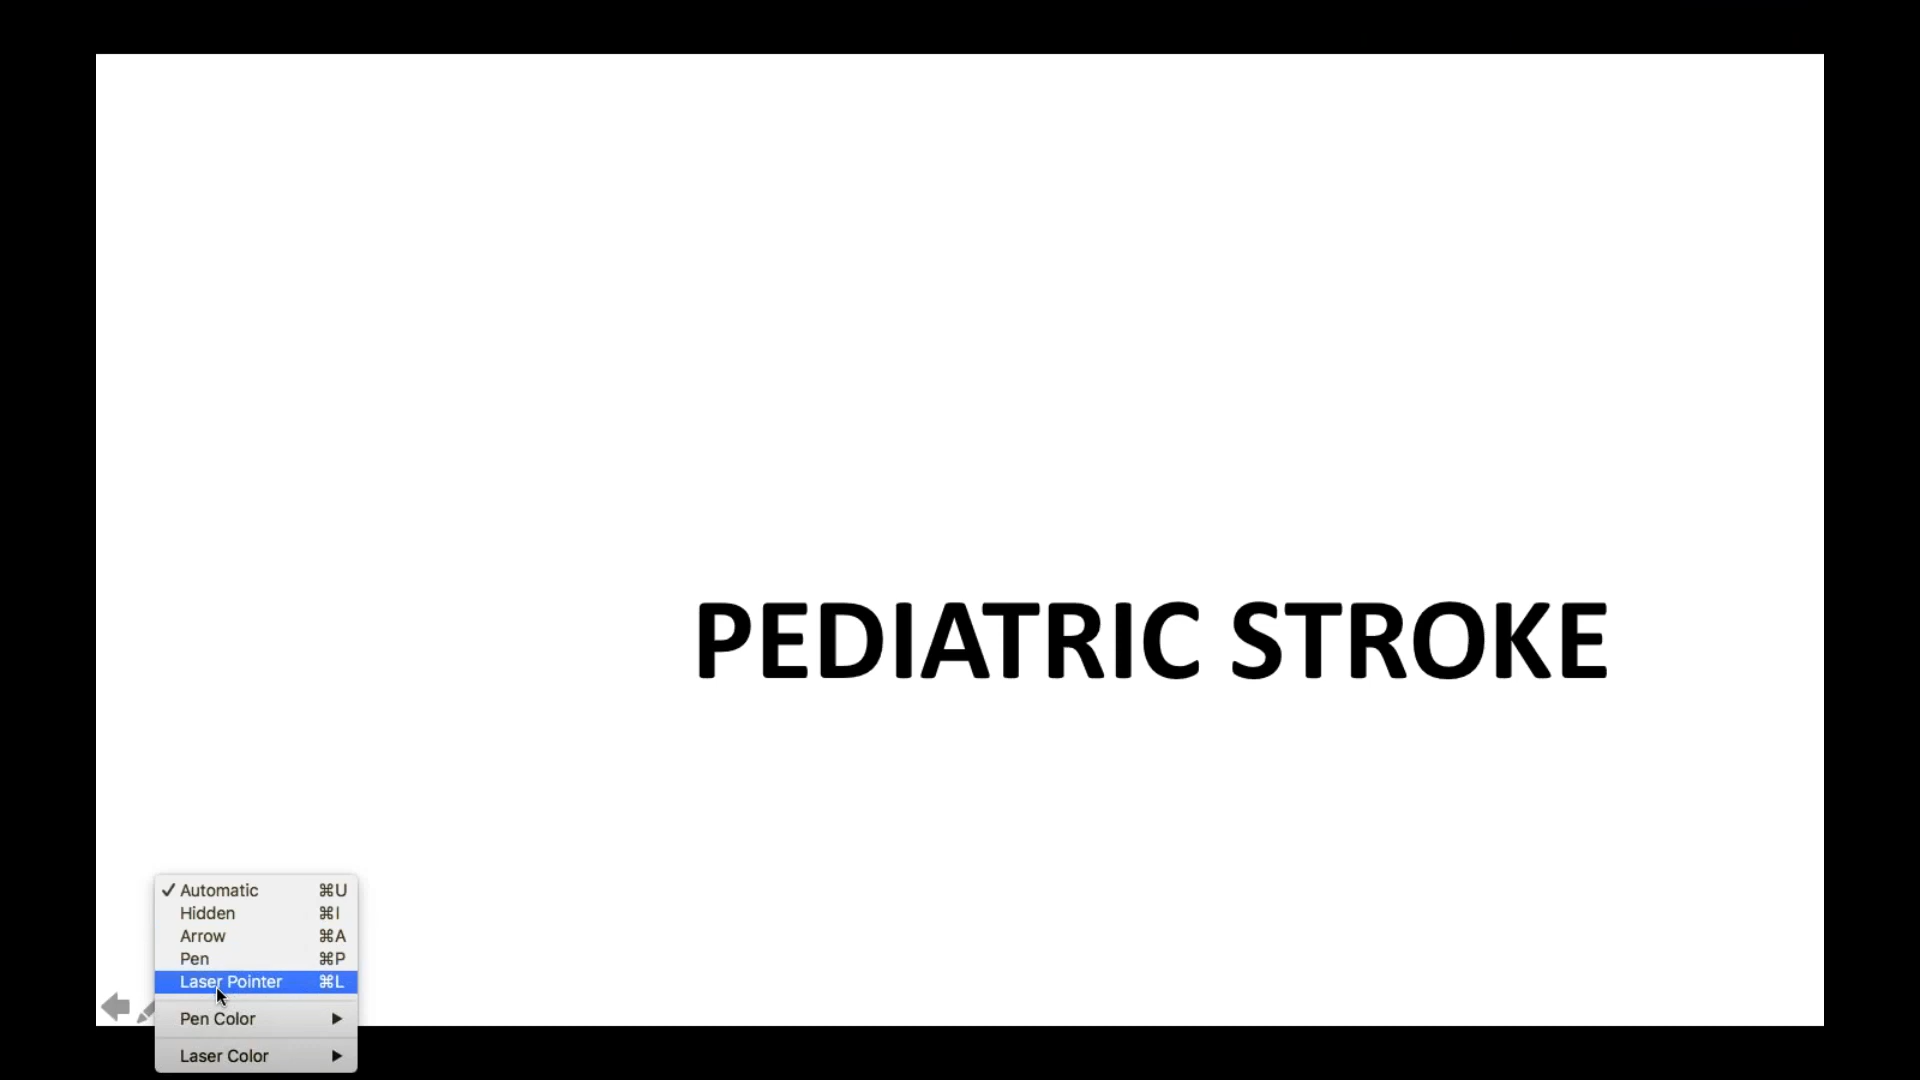 PEDIATRIC STROKE
✓ Automatic ⌘U
Hidden ⌘I
Arrow ⌘A
Pen ⌘P
Laser Pointer ⌘L
Pen Color ▶
Laser Color ▶